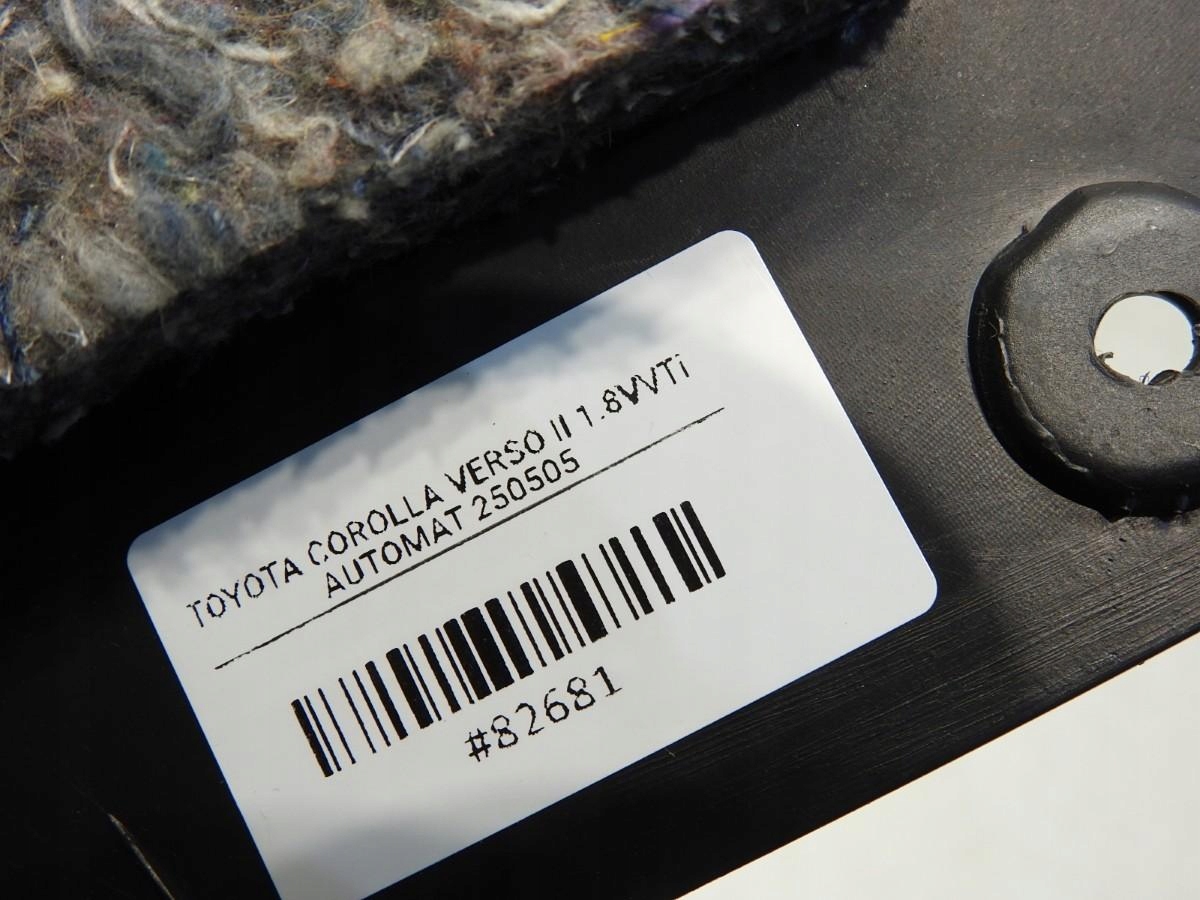 TOYOTA COROLLA VERSO II 1.8VVTi
AUTOMAT 250505
#82681